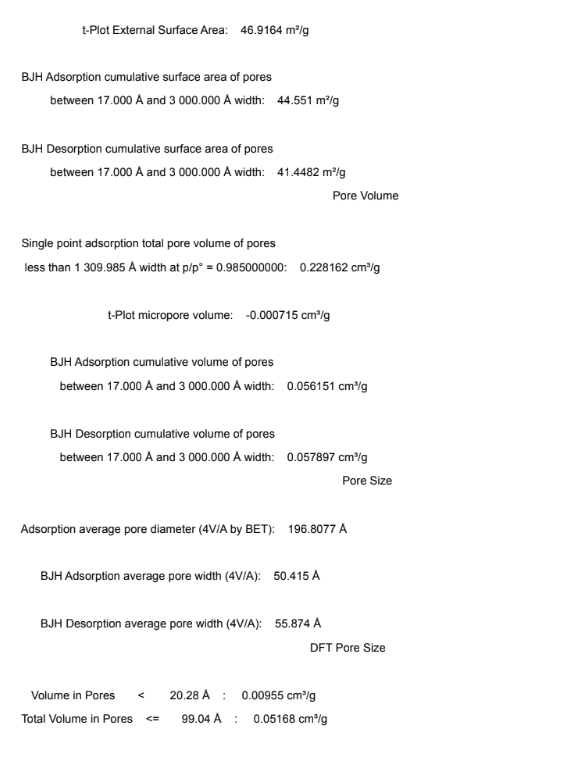 t-Plot External Surface Area: 46.9164 m²/g
BJH Adsorption cumulative surface area of pores
between 17.000 Å and 3 000.000 Å width: 44.551 m²/g
BJH Desorption cumulative surface area of pores
between 17.000 Å and 3 000.000 Å width: 41.4482 m²/g
Pore Volume
Single point adsorption total pore volume of pores
less than 1 309.985 Å width at p/p° = 0.985000000: 0.228162 cm³/g
t-Plot micropore volume: -0.000715 cm³/g
BJH Adsorption cumulative volume of pores
between 17.000 Å and 3 000.000 Å width: 0.056151 cm³/g
BJH Desorption cumulative volume of pores
between 17.000 Å and 3 000.000 Å width: 0.057897 cm³/g
Pore Size
Adsorption average pore diameter (4V/A by BET): 196.8077 Å
BJH Adsorption average pore width (4V/A): 50.415 Å
BJH Desorption average pore width (4V/A): 55.874 Å
DFT Pore Size
Volume in Pores < 20.28 Å : 0.00955 cm³/g
Total Volume in Pores <= 99.04 Å : 0.05168 cm³/g